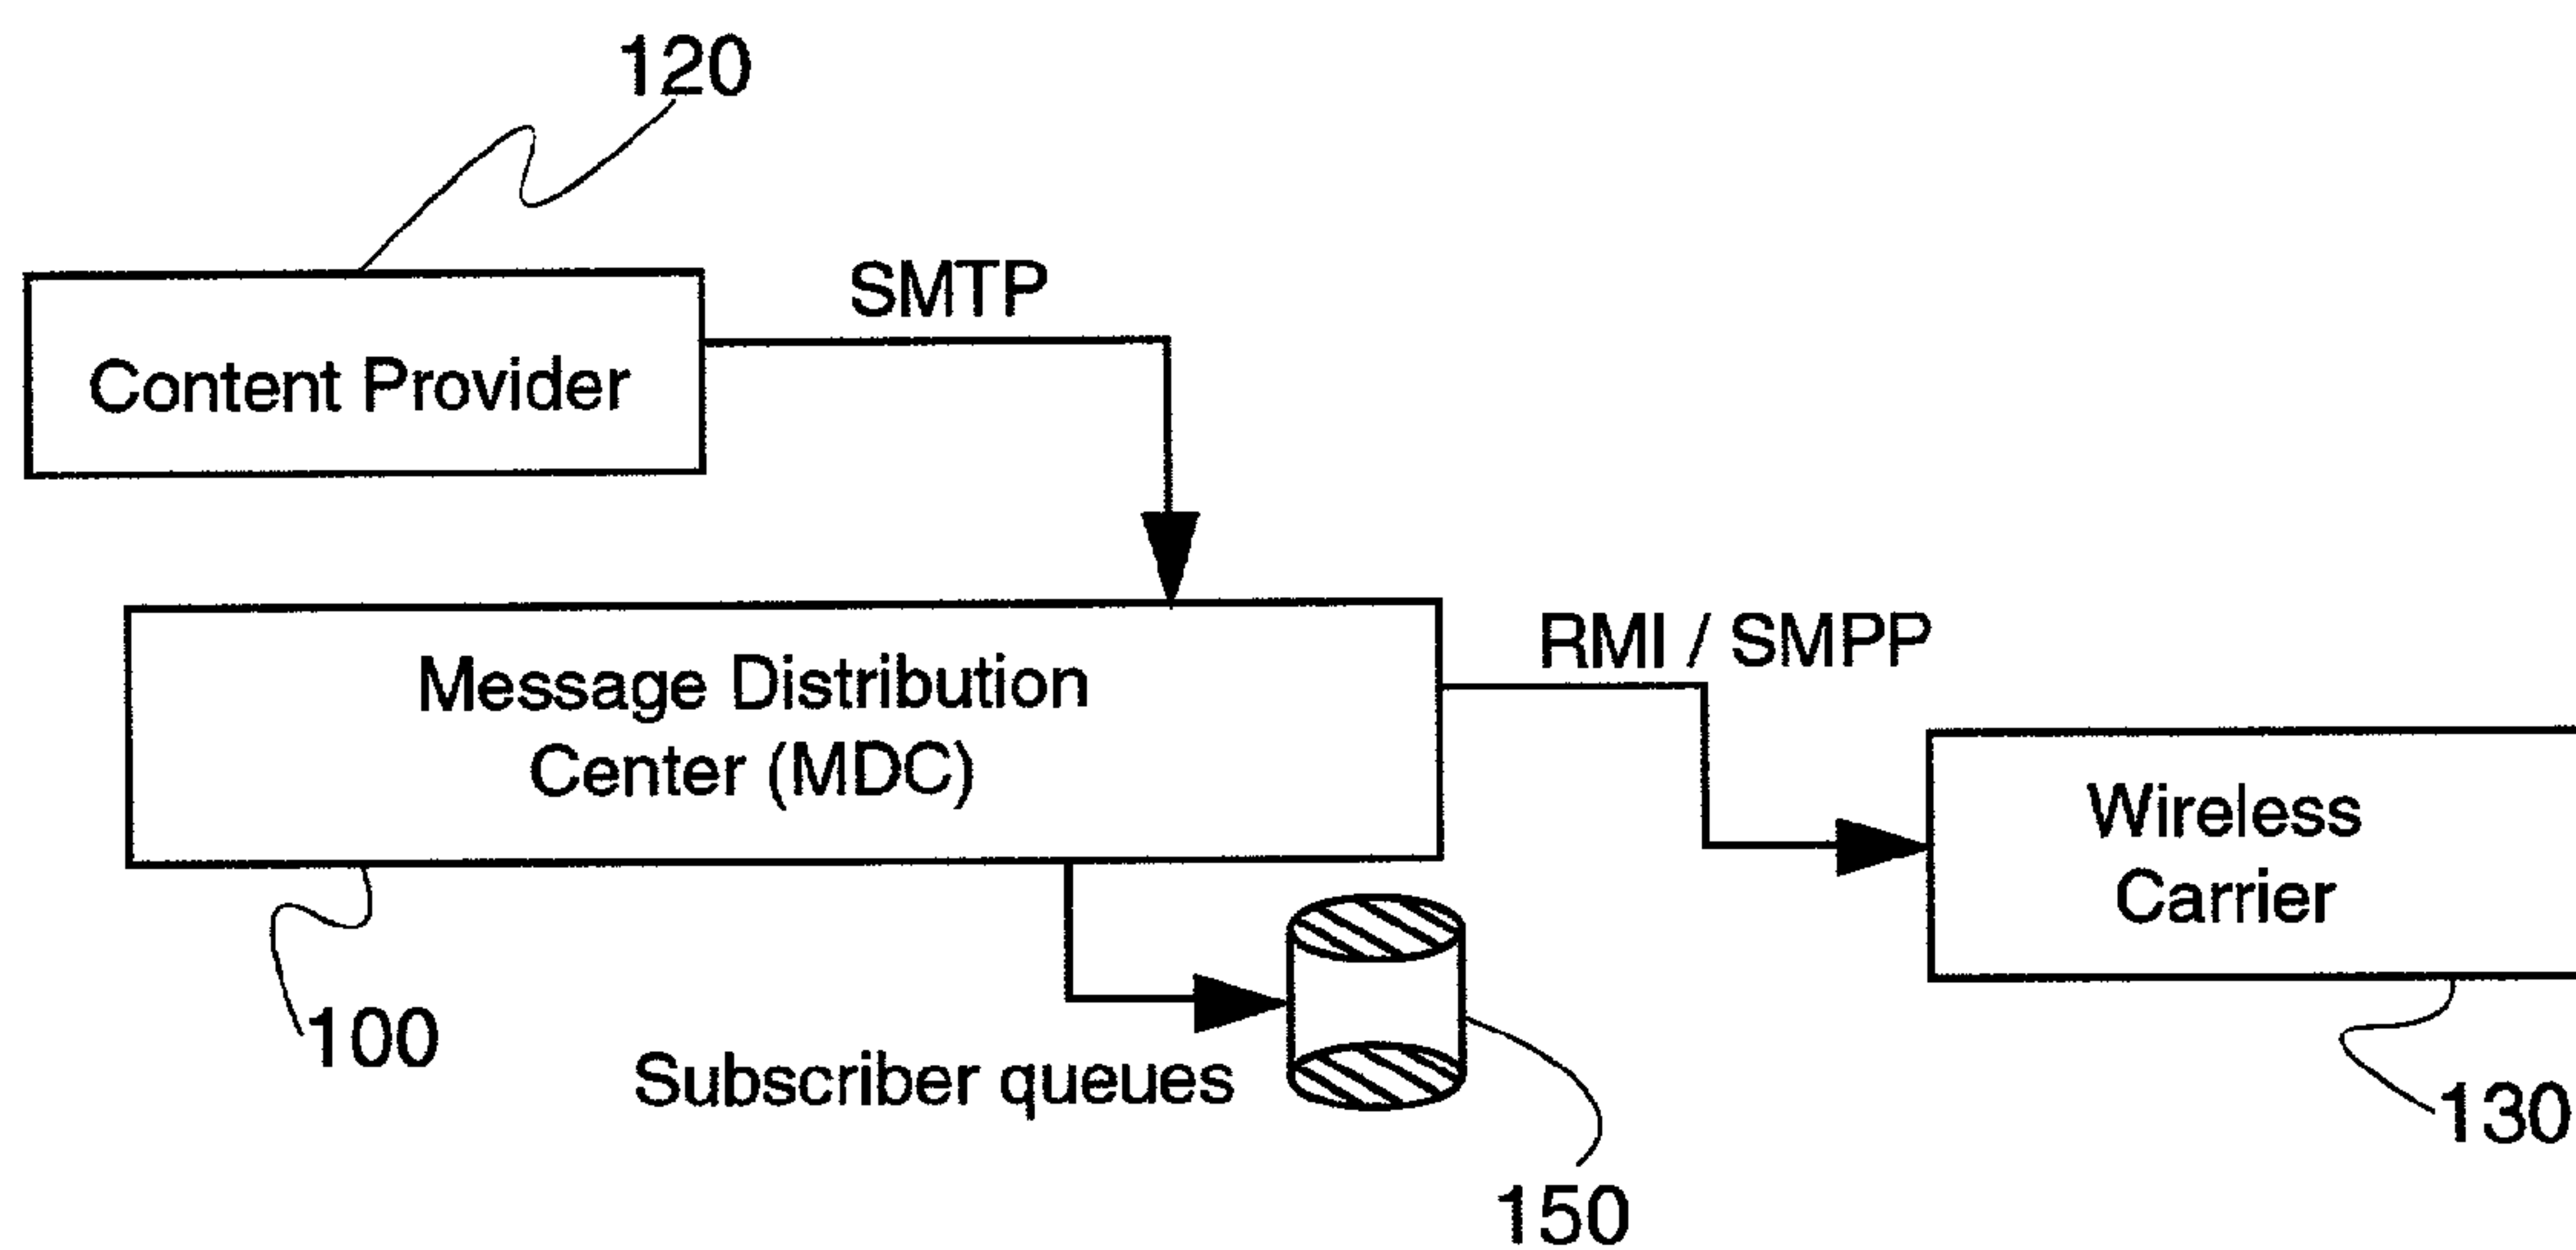 120
SMTP
Content Provider
Message Distribution
Center (MDC)
RMI / SMPP
Wireless
Carrier
100
Subscriber queues
130
150